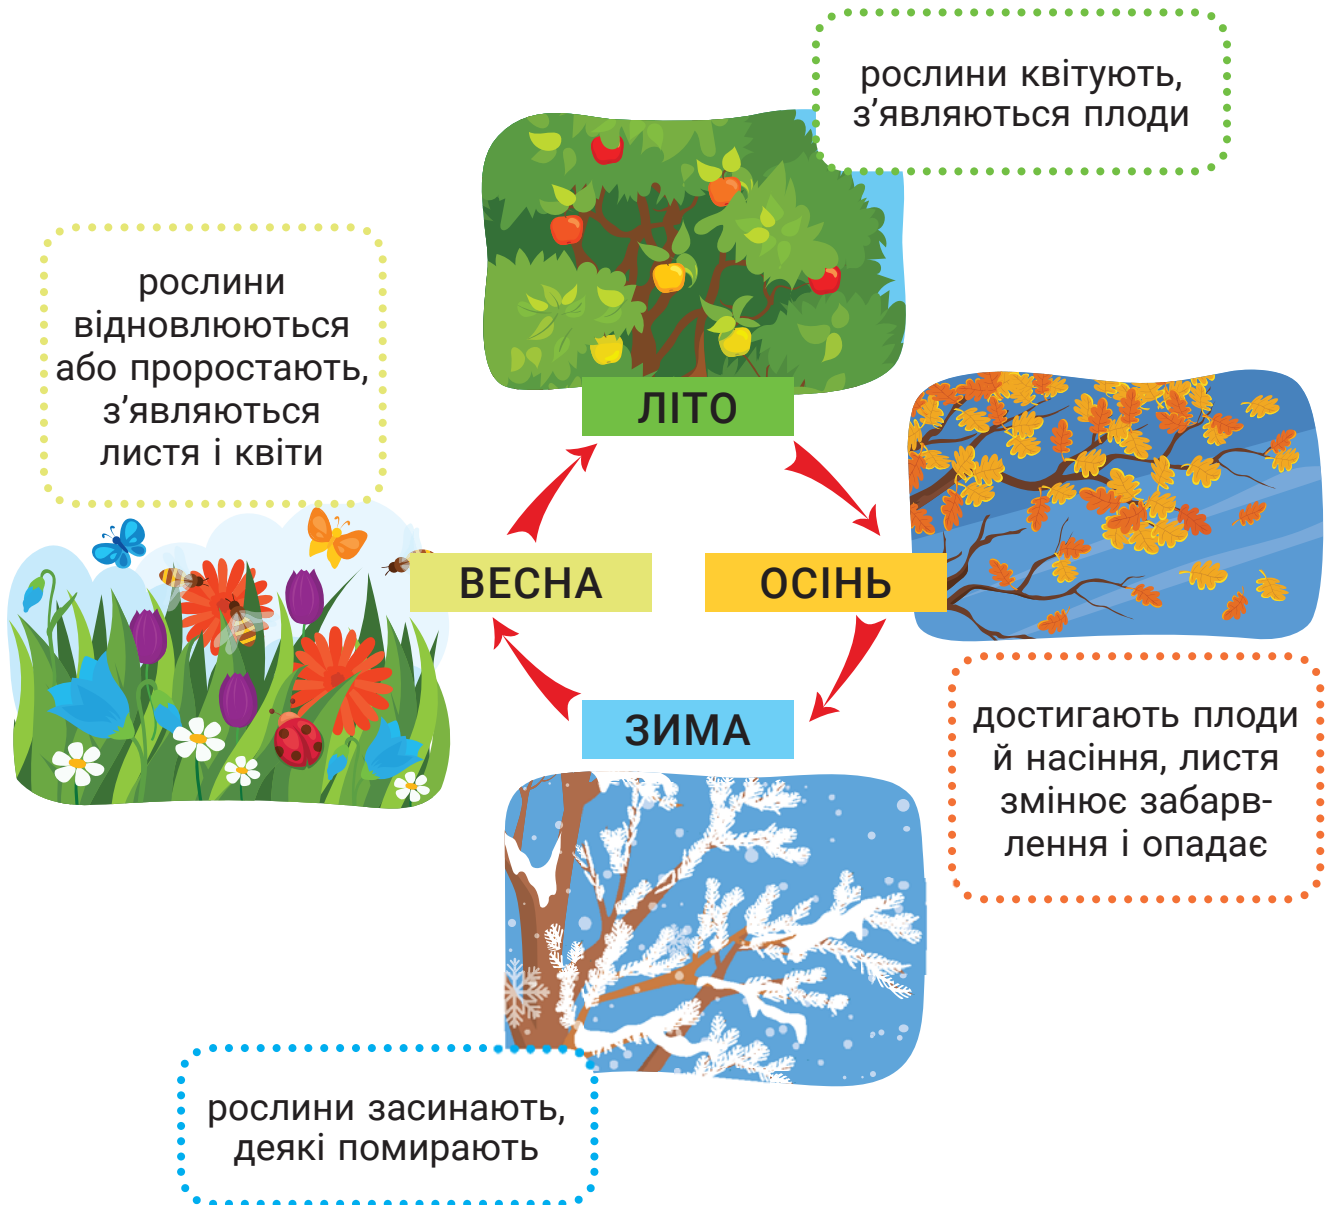 рослини квітують,
з’являються плоди
рослини
відновлюються
або проростають,
з’являються
листя і квіти
ЛІТО
ВЕСНА
ОСІНЬ
ЗИМА
достигають плоди
й насіння, листя
змінює забарв-
лення і опадає
рослини засинають,
деякі помирають